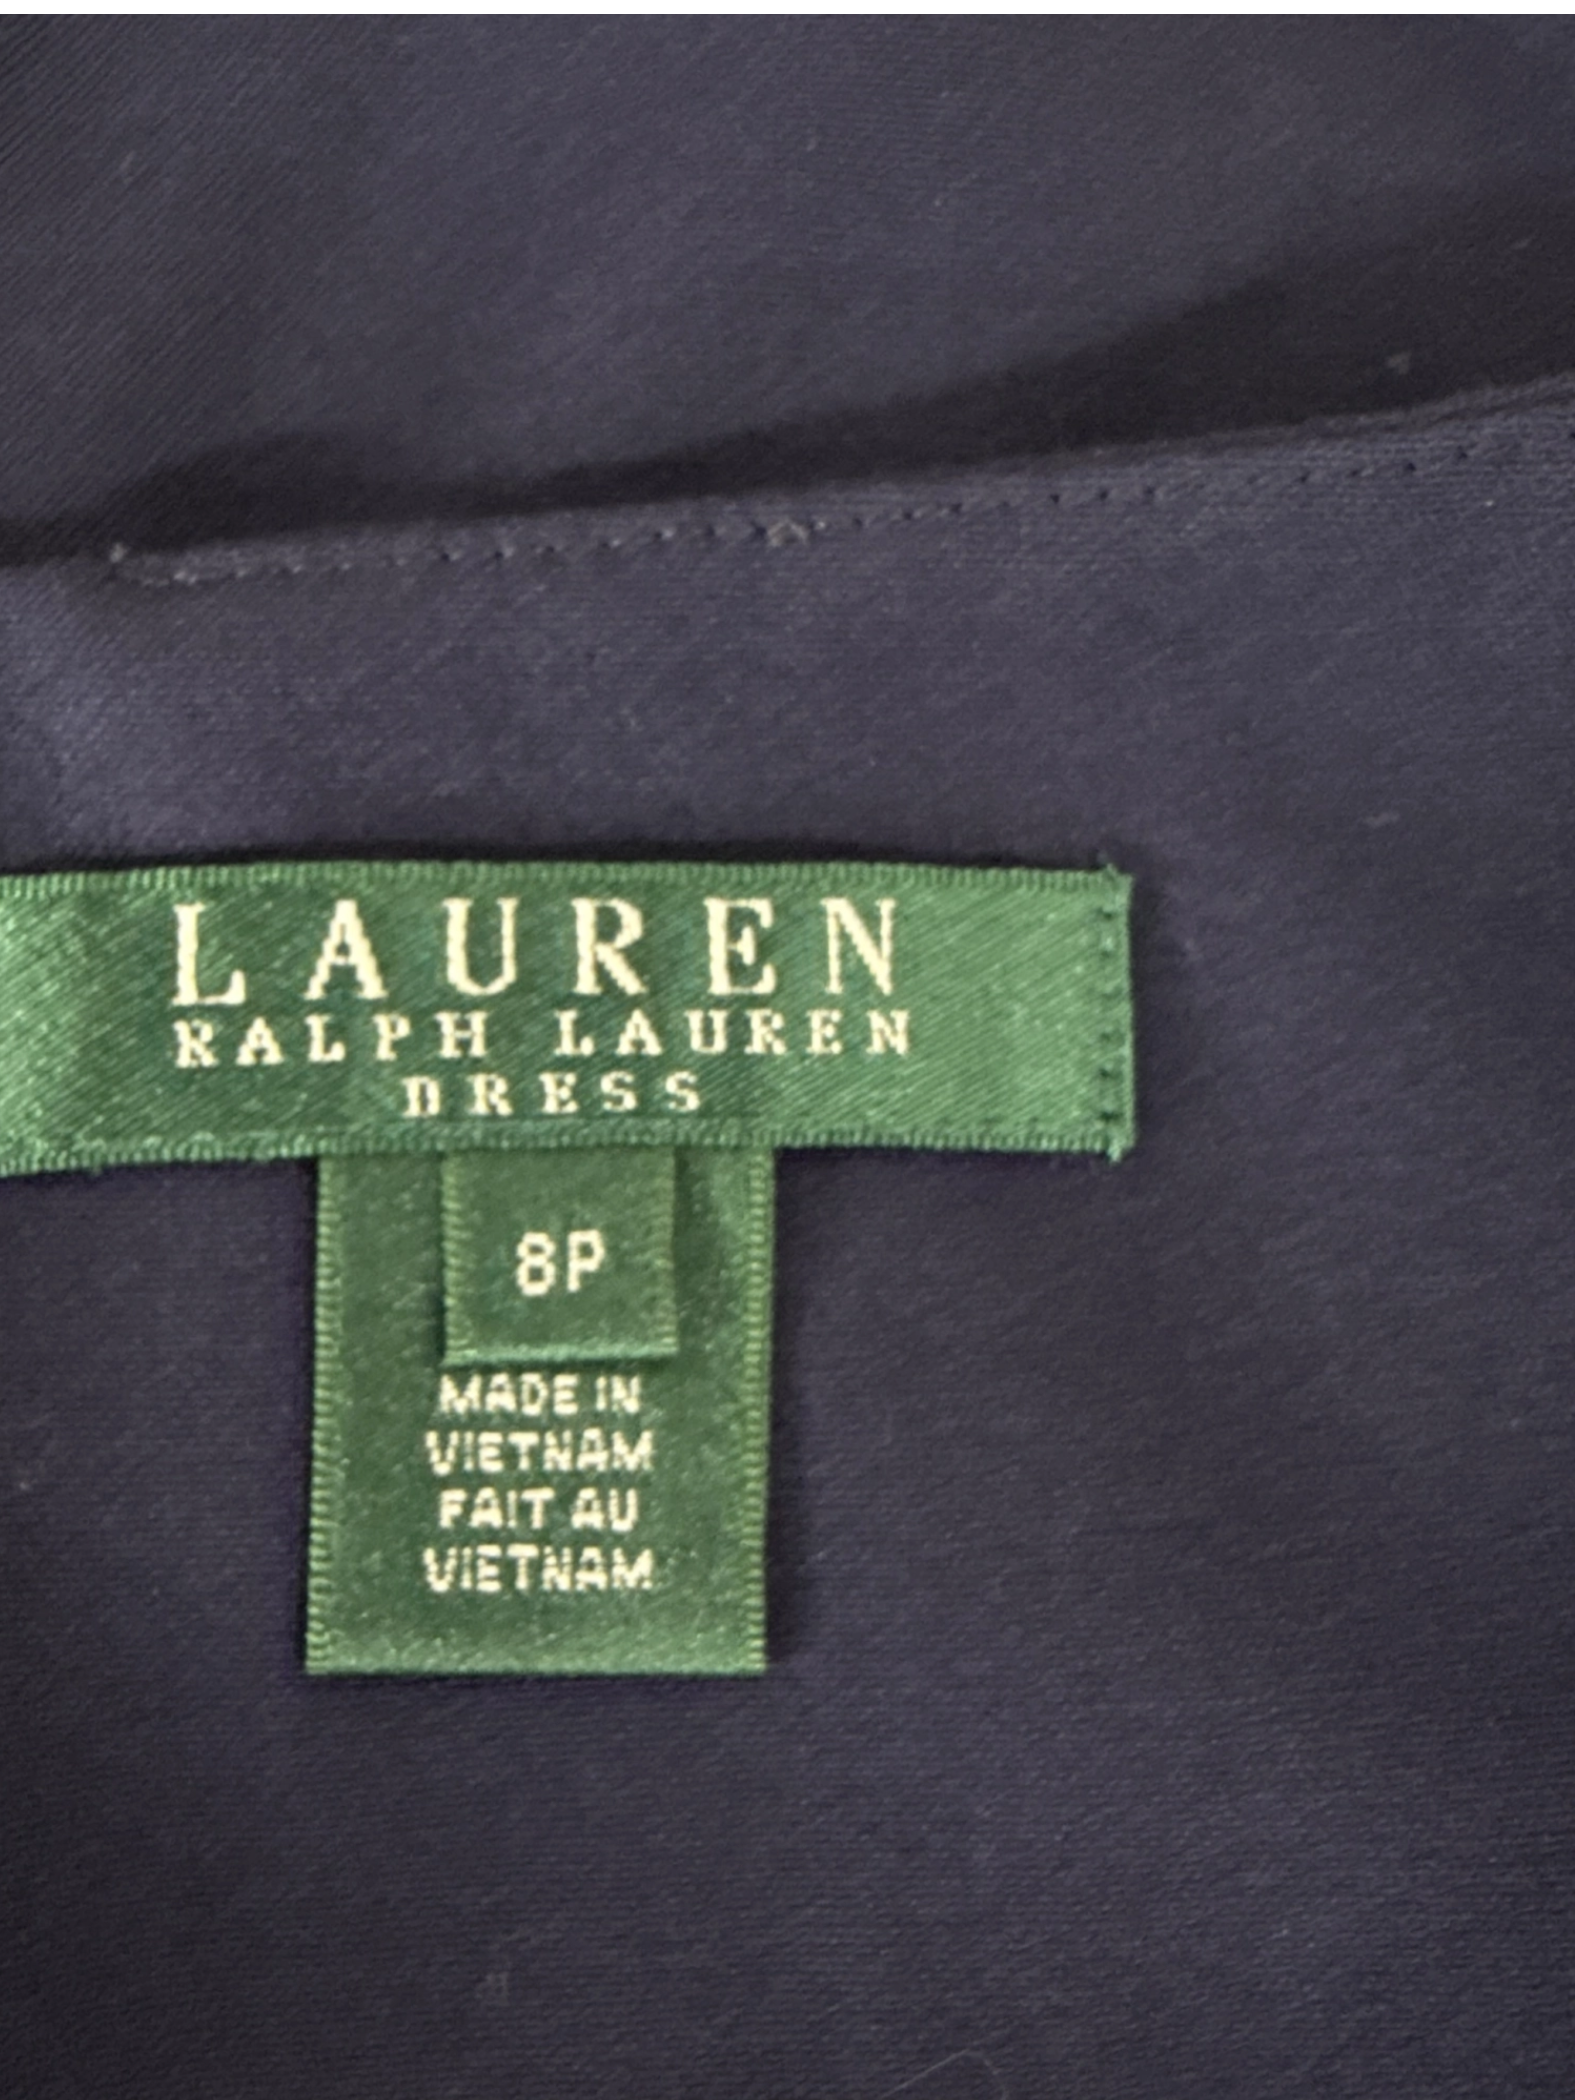 LAUREN
RALPH LAUREN
DRESS
8P
MADE IN
VIETNAM
FAIT AU
VIETNAM